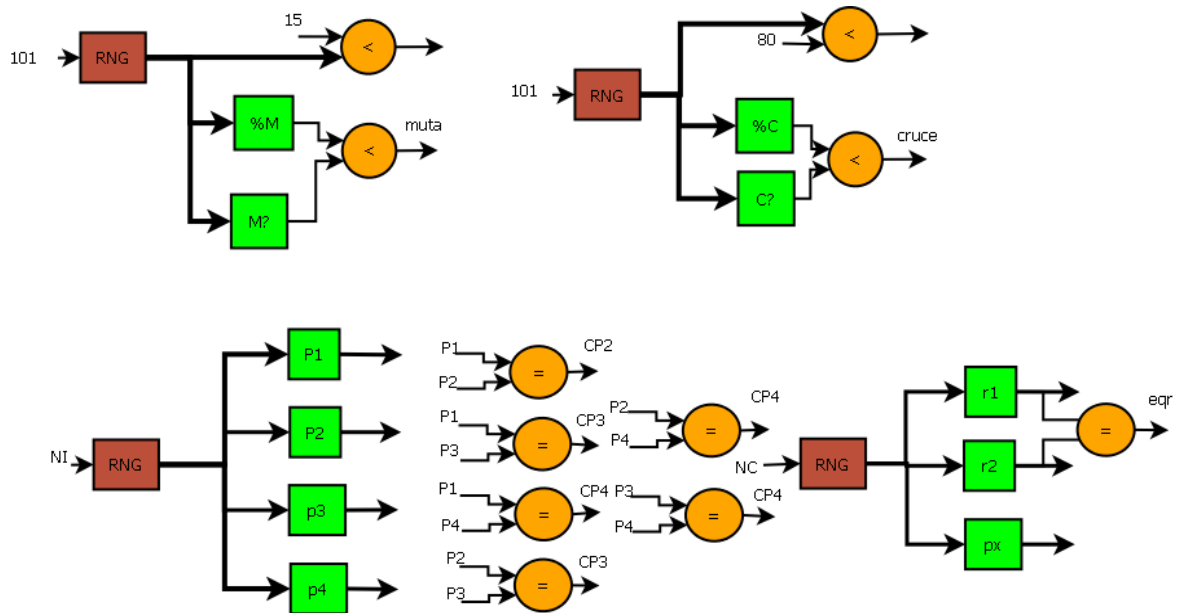 15
101
RNG
<
%M
muta
<
M?
80
<
101
RNG
%C
cruce
<
C?
P1
P2
NI
RNG
p3
p4
P1
CP2
P2
=
P1
CP3
P3
=
P2
CP4
P4
=
P1
CP4
P4
=
P3
CP4
P4
=
P2
CP3
P3
=
r1
eqr
=
NC
RNG
r2
px